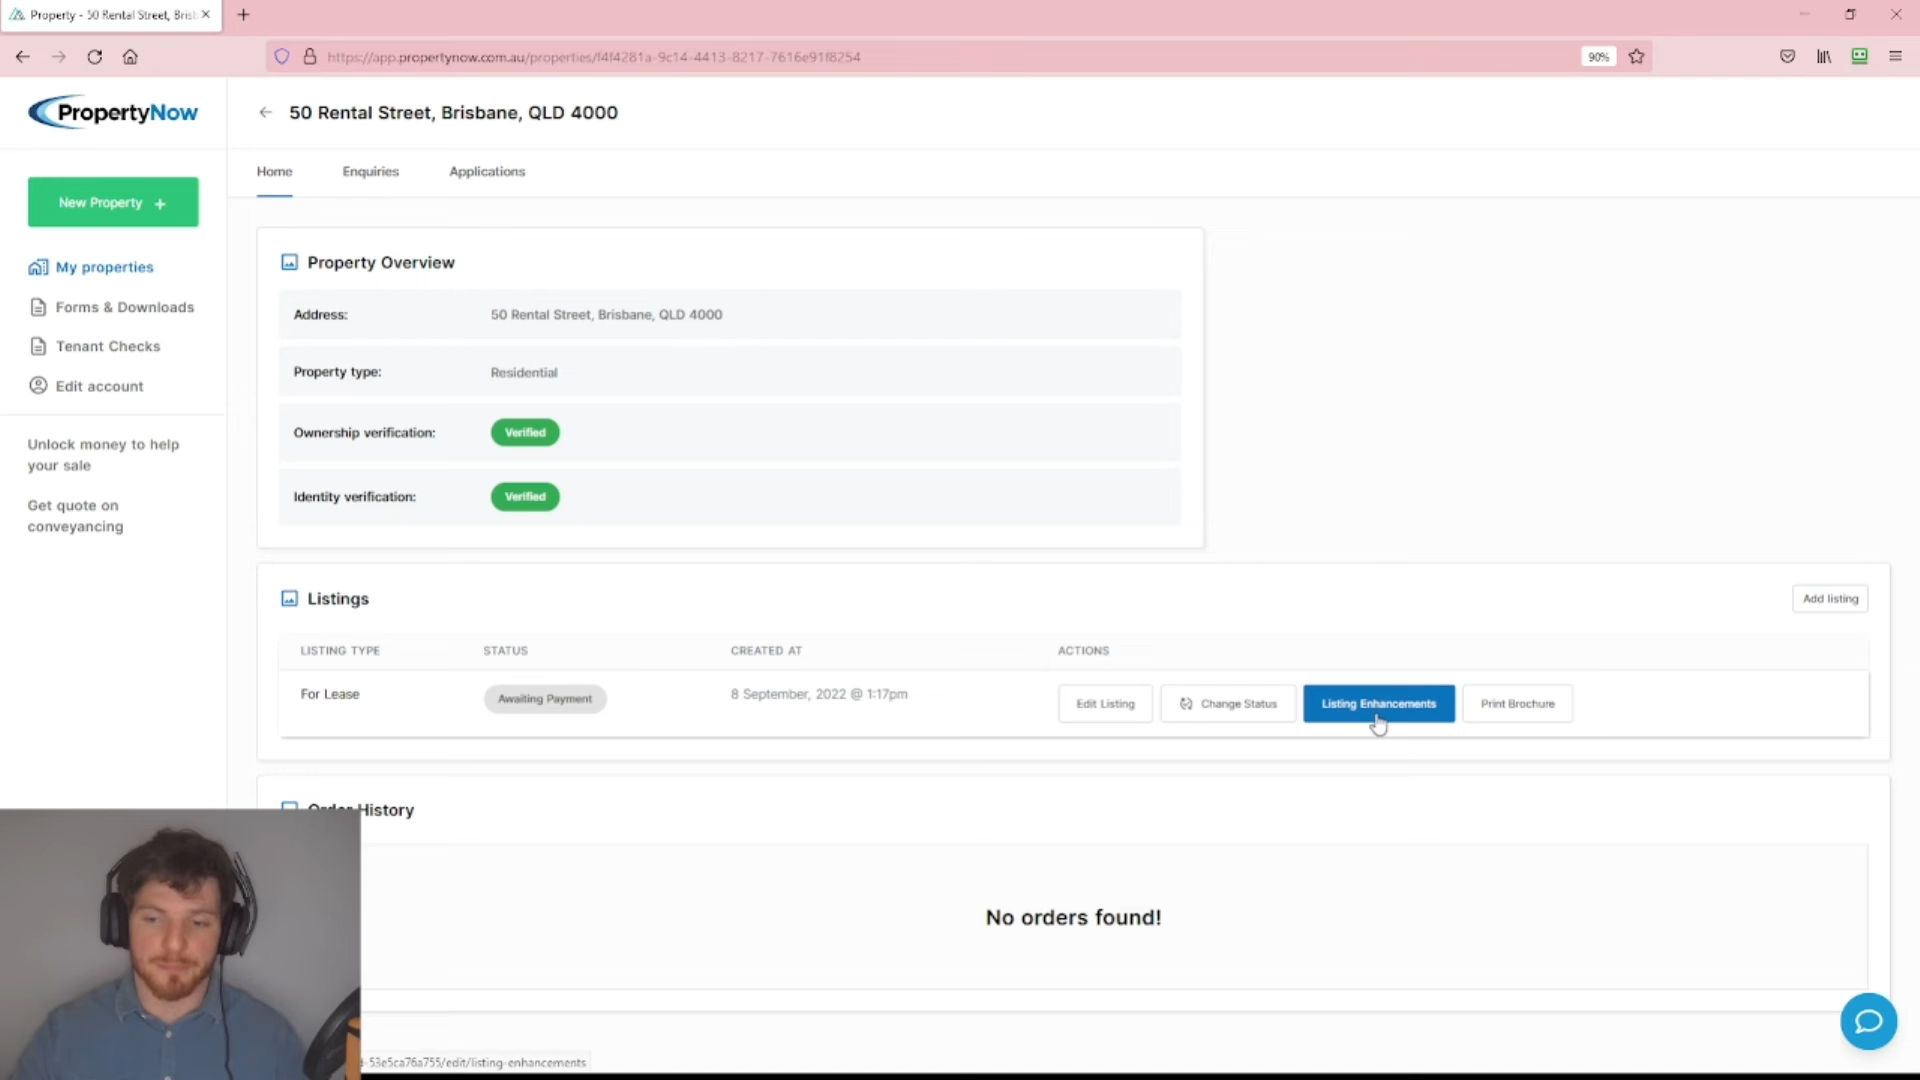 Property - 50 Rental Street, Brisb
https://app.propertynow.com.au/properties/f4f4281a-9c14-4413-8217-7616e91f8254
90%
PropertyNow
50 Rental Street, Brisbane, QLD 4000
Home
Enquiries
Applications
New Property +
My properties
Forms & Downloads
Tenant Checks
Edit account
Unlock money to help
your sale
Get quote on
conveyancing
Property Overview
Address:
50 Rental Street, Brisbane, QLD 4000
Property type:
Residential
Ownership verification:
Verified
Identity verification:
Verified
Listings
Add listing
LISTING TYPE
STATUS
CREATED AT
ACTIONS
For Lease
Awaiting Payment
8 September, 2022 @ 1:17pm
Edit Listing
Change Status
Listing Enhancements
Print Brochure
Order History
No orders found!
-53e5ca76a755/edit/listing-enhancements